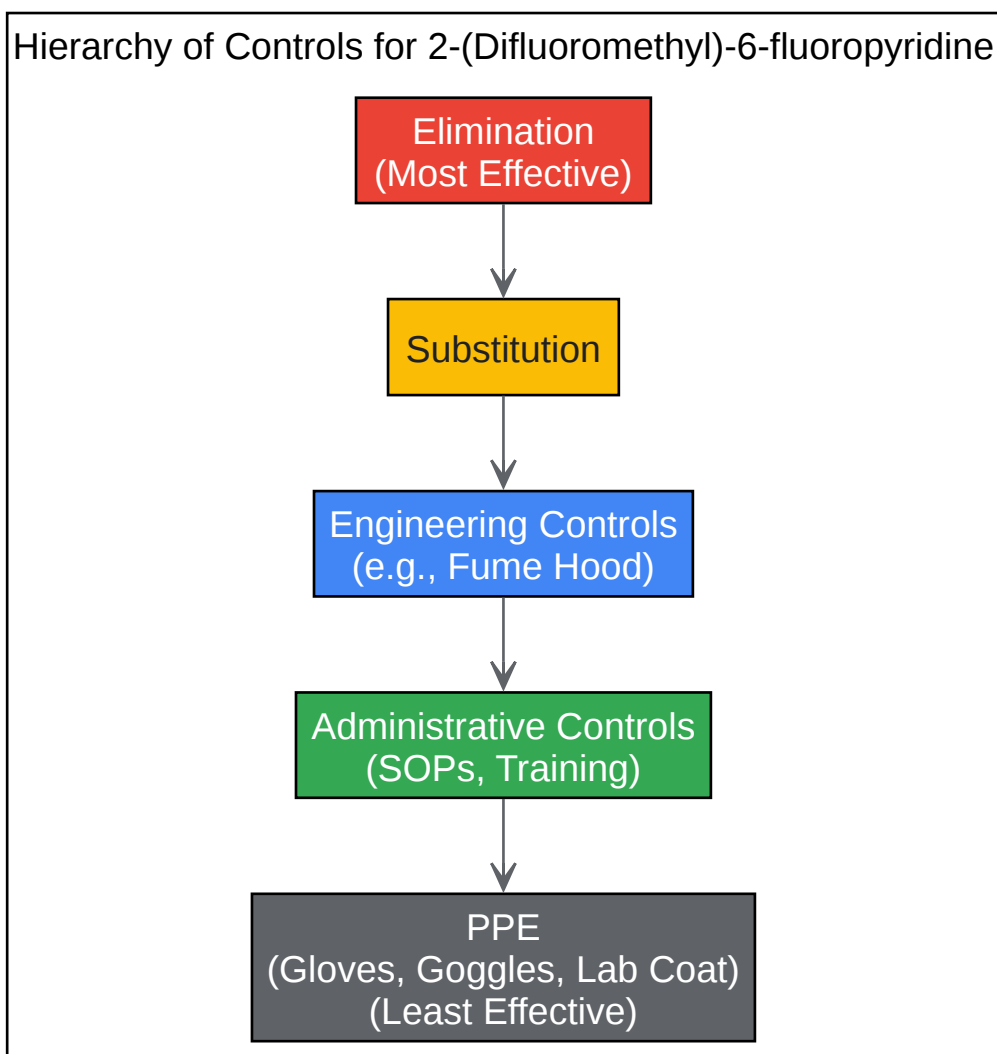 Hierarchy of Controls for 2-(Difluoromethyl)-6-fluoropyridine
Elimination
(Most Effective)
Substitution
Engineering Controls
(e.g., Fume Hood)
Administrative Controls
(SOPs, Training)
PPE
(Gloves, Goggles, Lab Coat)
(Least Effective)